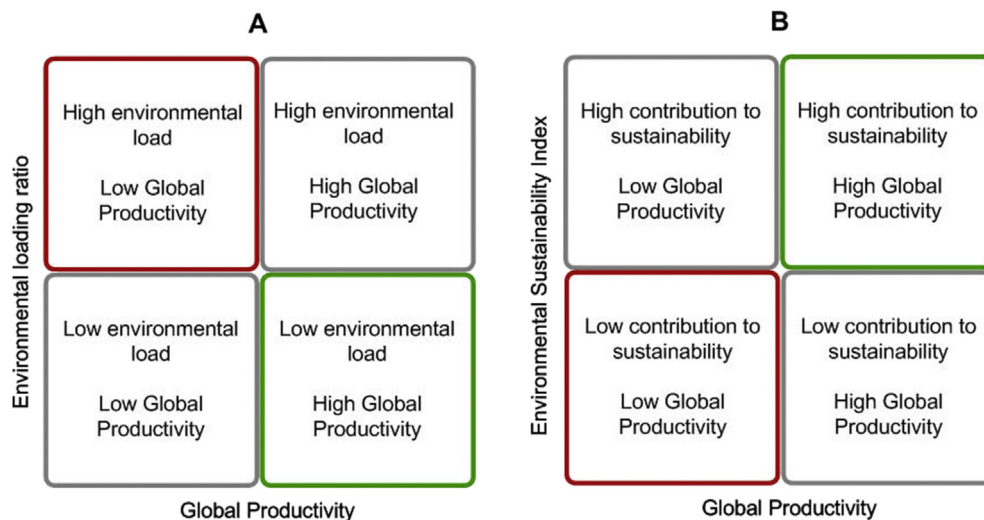 A
Environmental loading ratio
High environmental
load
Low Global
Productivity
High environmental
load
High Global
Productivity
Low environmental
load
Low Global
Productivity
Low environmental
load
High Global
Productivity
Global Productivity
B
Environmental Sustainability Index
High contribution to
sustainability
Low Global
Productivity
High contribution to
sustainability
High Global
Productivity
Low contribution to
sustainability
Low Global
Productivity
Low contribution to
sustainability
High Global
Productivity
Global Productivity